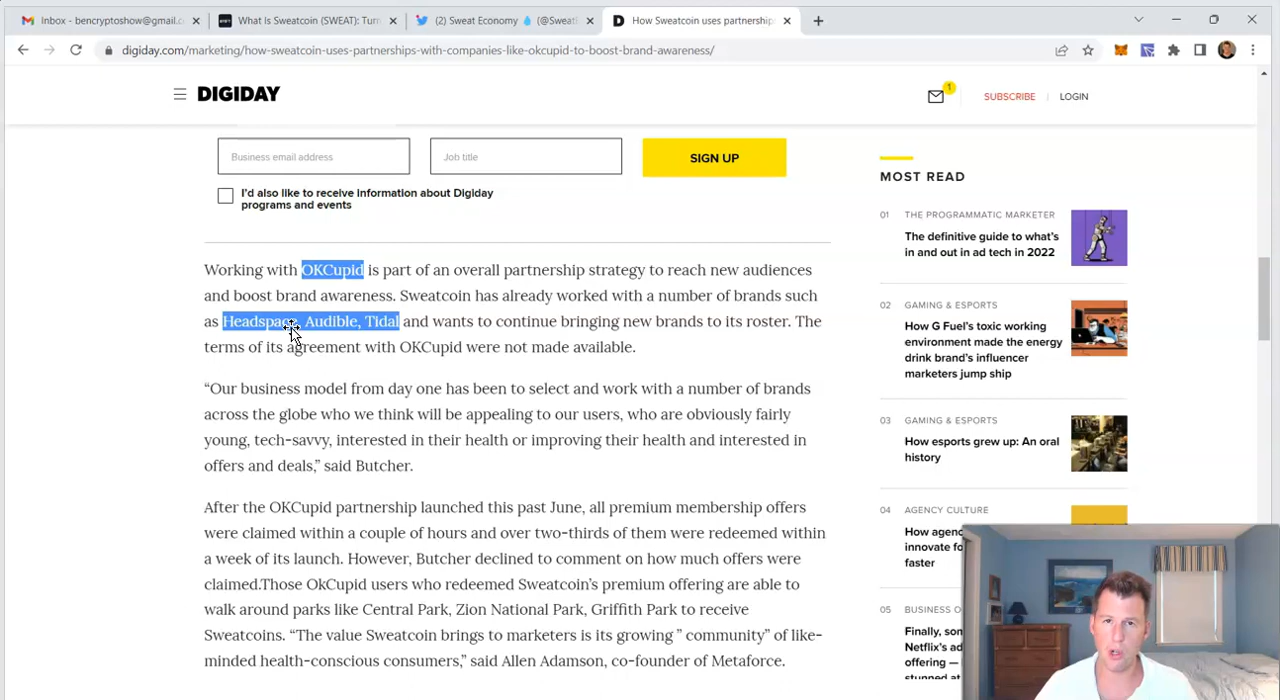 Inbox - bencryptoshow@gmail.c
What is Sweatcoin (SWEAT): Turn
(2) Sweat Economy 💧 (@Sweatl
How Sweatcoin uses partnership
digiday.com/marketing/how-sweatcoin-uses-partnerships-with-companies-like-okcupid-to-boost-brand-awareness/
DIGIDAY
1
SUBSCRIBE
LOGIN
Business email address
Job title
SIGN UP
I'd also like to receive information about Digiday
programs and events
Working with OKCupid is part of an overall partnership strategy to reach new audiences
and boost brand awareness. Sweatcoin has already worked with a number of brands such
as Headspace, Audible, Tidal and wants to continue bringing new brands to its roster. The
terms of its agreement with OKCupid were not made available.
“Our business model from day one has been to select and work with a number of brands
across the globe who we think will be appealing to our users, who are obviously fairly
young, tech-savvy, interested in their health or improving their health and interested in
offers and deals,” said Butcher.
After the OKCupid partnership launched this past June, all premium membership offers
were claimed within a couple of hours and over two-thirds of them were redeemed within
a week of its launch. However, Butcher declined to comment on how much offers were
claimed.Those OkCupid users who redeemed Sweatcoin’s premium offering are able to
walk around parks like Central Park, Zion National Park, Griffith Park to receive
Sweatcoins. “The value Sweatcoin brings to marketers is its growing ” community” of like-
minded health-conscious consumers,” said Allen Adamson, co-founder of Metaforce.
MOST READ
01
THE PROGRAMMATIC MARKETER
The definitive guide to what’s
in and out in ad tech in 2022
02
GAMING & ESPORTS
How G Fuel’s toxic working
environment made the energy
drink brand’s influencer
marketers jump ship
03
GAMING & ESPORTS
How esports grew up: An oral
history
04
AGENCY CULTURE
How agenc
innovate fo
faster
05
BUSINESS O
Finally, som
Netflix’s ad
offering —
stunned at